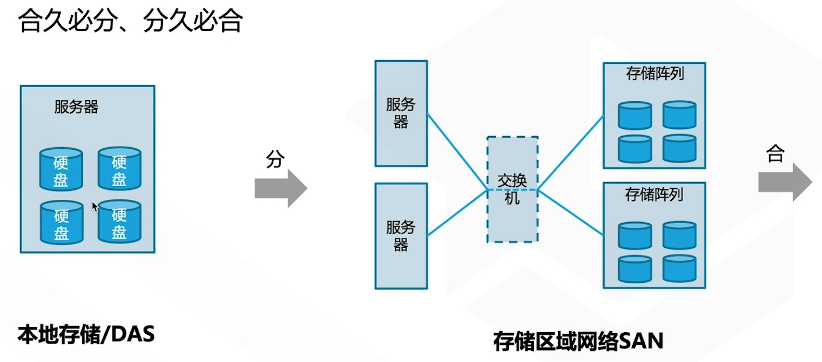 合久必分、分久必合
服务器
硬
盘
硬
盘
硬
盘
硬
盘
本地存储/DAS
分
服务
器
服务
器
交换
机
存储阵列
存储阵列
存储区域网络SAN
合